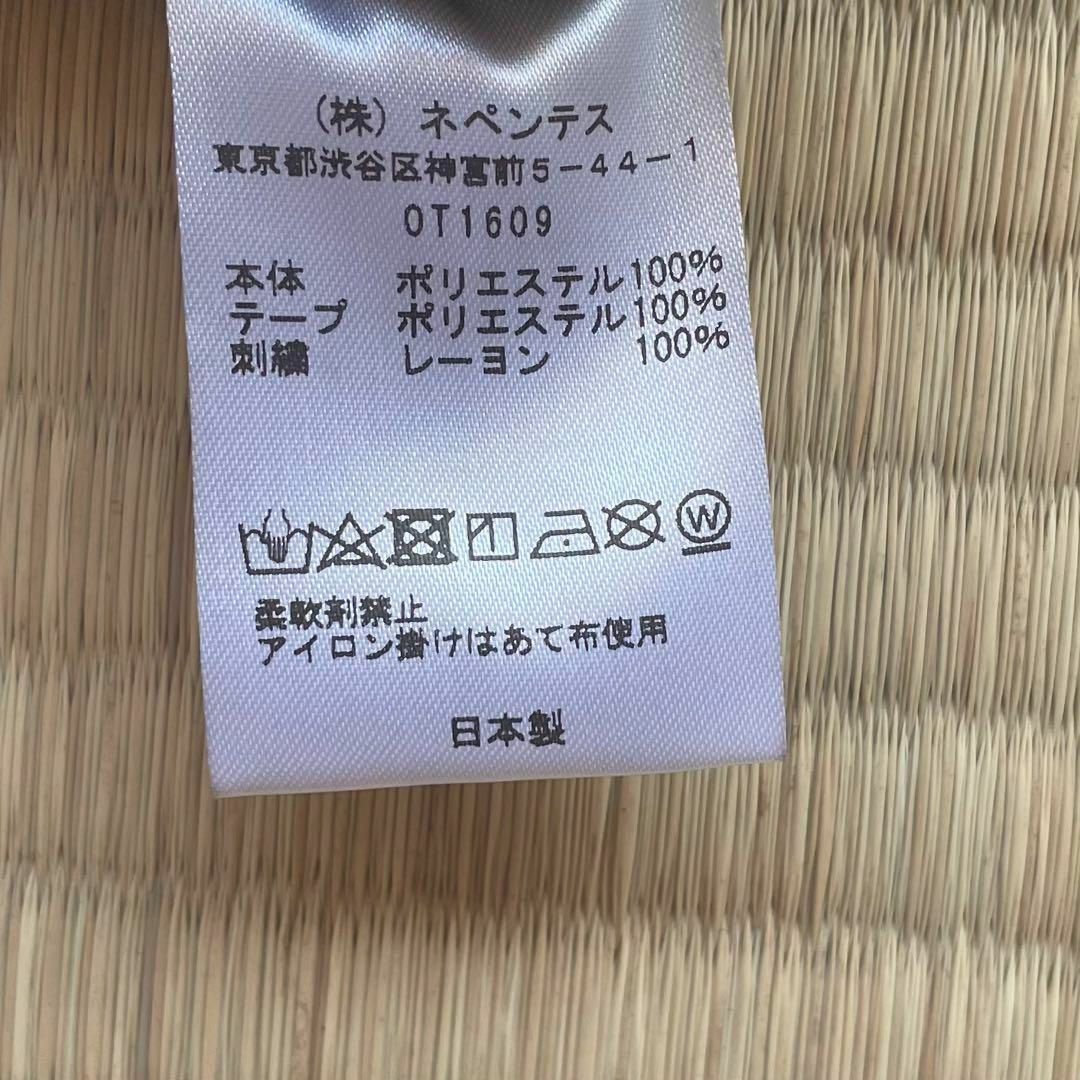 （株）ネペンテス
東京都渋谷区神宮前５－４４－１
OT1609
本体 ポリエステル100%
テープ ポリエステル100%
刺繍 レーヨン 100%
W
柔軟剤禁止
アイロン掛けはあて布使用
日本製